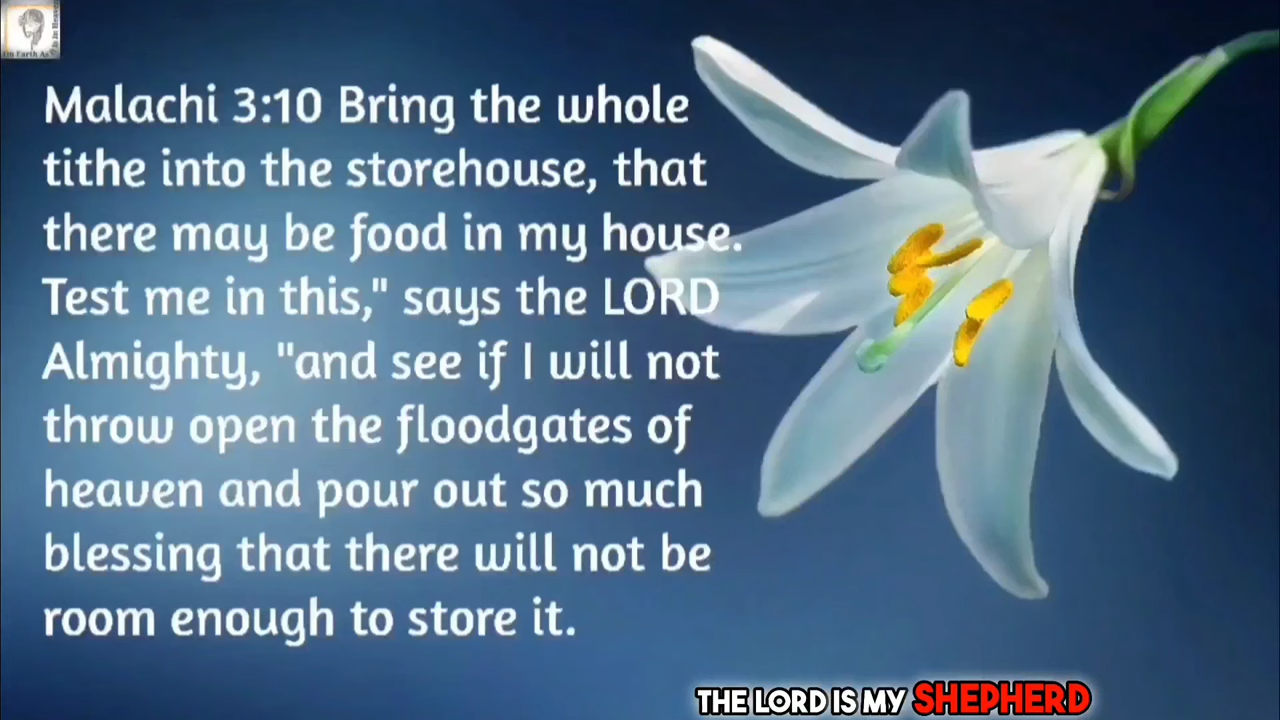 Malachi 3:10 Bring the whole
tithe into the storehouse, that
there may be food in my house.
Test me in this," says the LORD
Almighty, "and see if I will not
throw open the floodgates of
heaven and pour out so much
blessing that there will not be
room enough to store it.
THE LORD IS MY SHEPHERD